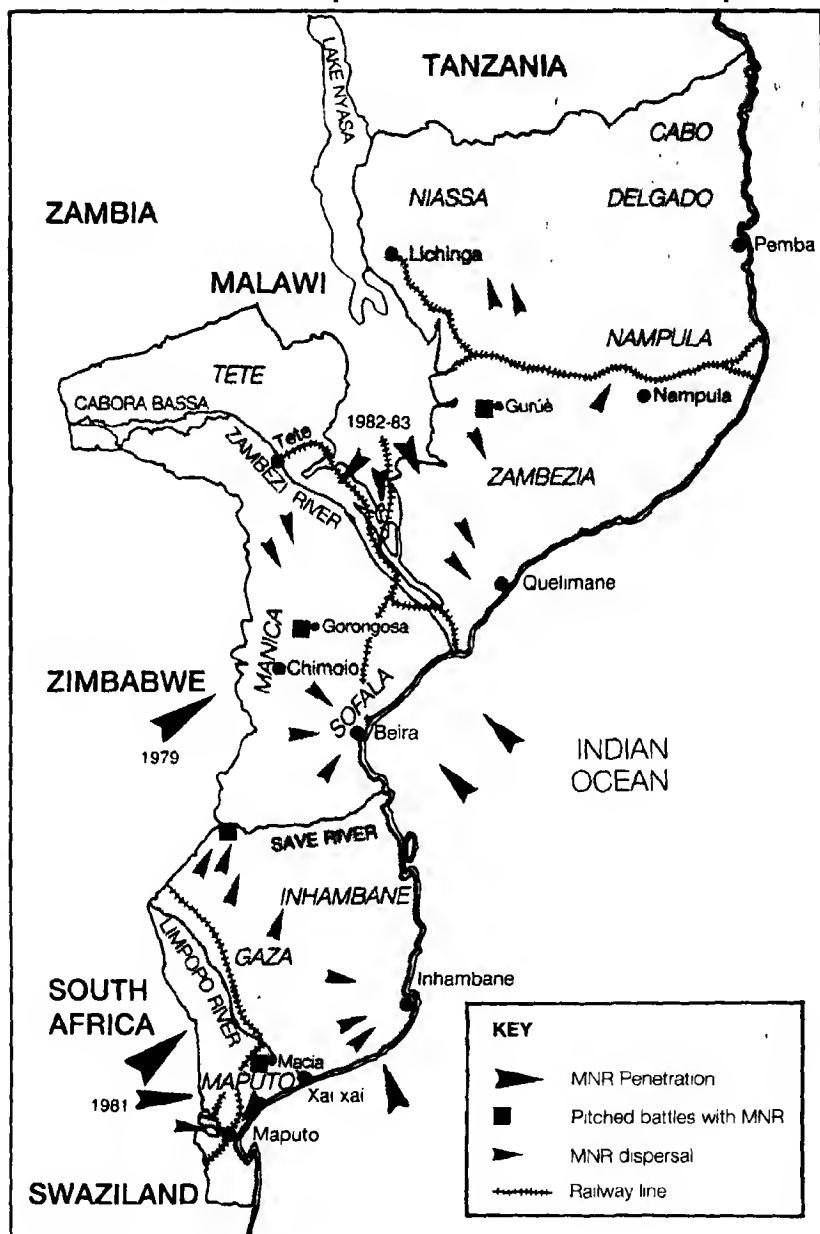 TANZANIA
LAKE NYASA
CABO
DELGADO
NIASSA
ZAMBIA
Lichinga
Pemba
MALAWI
NAMPULA
TETE
Nampula
CABORA BASSA
1982-83
Gurúè
Tete
ZAMBEZI RIVER
ZAMBEZIA
Quelimane
MANICA
Gorongosa
Chimoio
ZIMBABWE
SOFALA
Beira
1979
INDIAN
OCEAN
SAVE RIVER
INHAMBANE
GAZA
LIMPOPO RIVER
Inhambane
SOUTH
AFRICA
Macia
MAPUTO
Xai xai
1981
Maputo
SWAZILAND
KEY
MNR Penetration
Pitched battles with MNR
MNR dispersal
Railway line